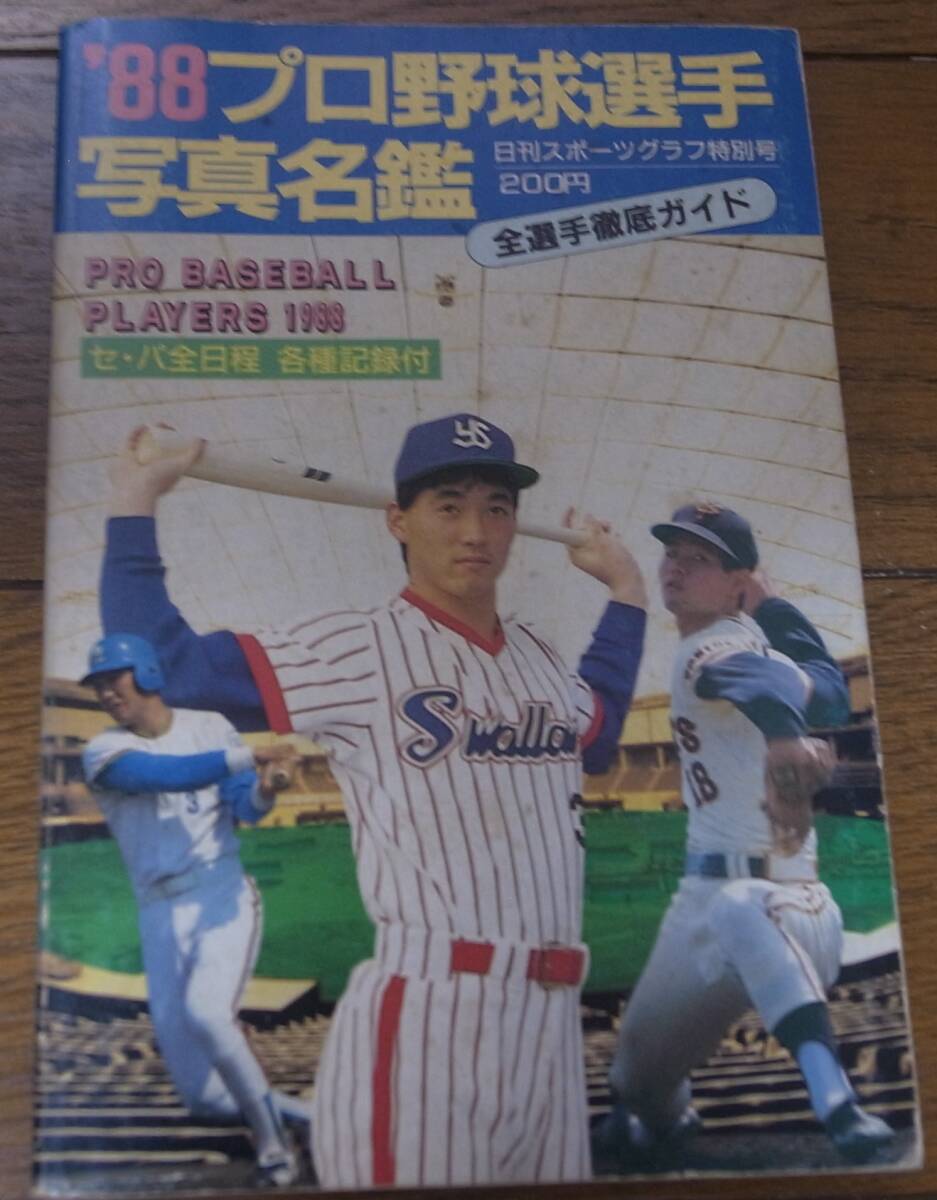 '88プロ野球選手
写真名鑑
日刊スポーツグラフ特別号
200円
全選手徹底ガイド
PRO BASEBALL
PLAYERS 1988
セ・パ全日程 各種記録付
YS
Swallow
3
18